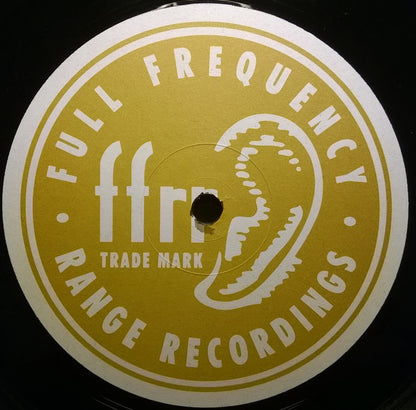 FULL FREQUENCY
ffrr
TRADE MARK
RANGE RECORDINGS